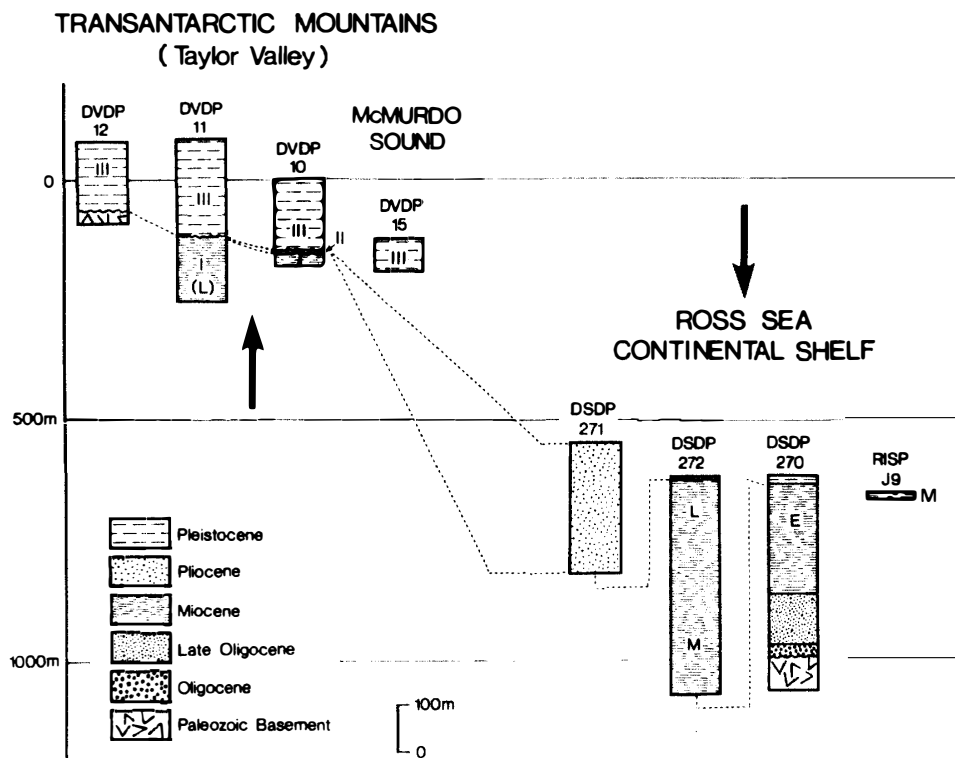 TRANSANTARCTIC MOUNTAINS
( Taylor Valley )
DVDP
12
DVDP
11
DVDP
10
McMURDO
SOUND
DVDP
15
0
III
III
III
II
III
I
(L)
I
ROSS SEA
CONTINENTAL SHELF
500m
DSDP
271
DSDP
272
DSDP
270
RISP
J9
M
L
E
M
Pleistocene
Pliocene
Miocene
Late Oligocene
Oligocene
Paleozoic Basement
1000m
100m
0